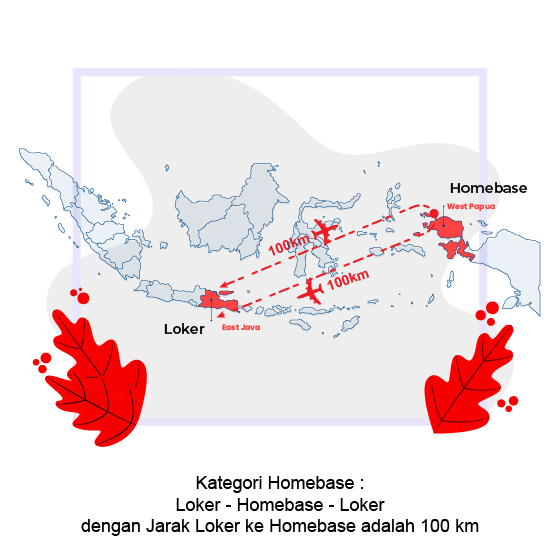 Homebase
West Papua
100km
100km
Loker
East Java
Kategori Homebase :
Loker - Homebase - Loker
dengan Jarak Loker ke Homebase adalah 100 km